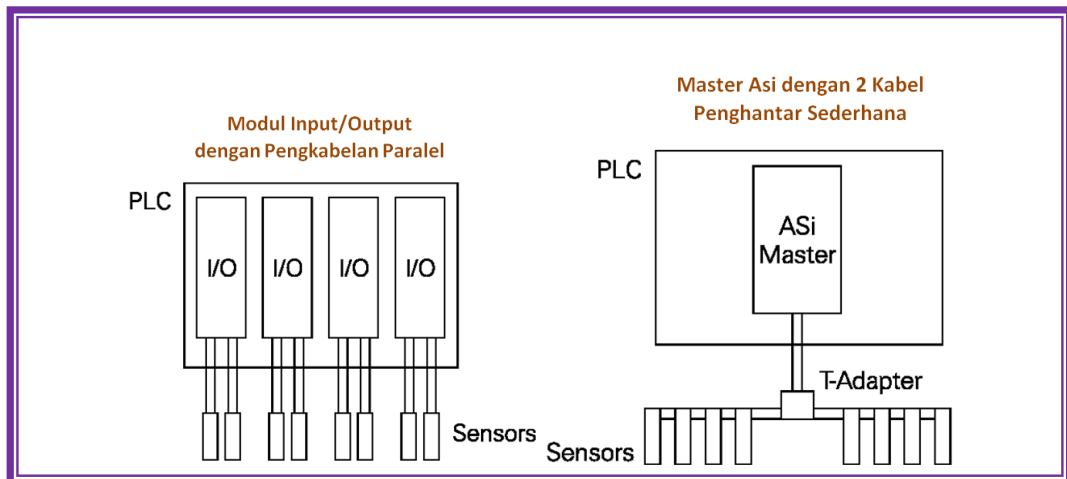 Modul Input/Output
dengan Pengkabelan Paralel
PLC
I/O
I/O
I/O
I/O
Sensors
Master Asi dengan 2 Kabel
Penghantar Sederhana
PLC
ASi
Master
T-Adapter
Sensors